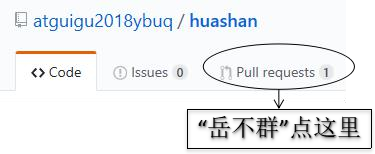 atguigu2018ybuq / huashan
Code Issues 0 Pull requests 1
“岳不群”点这里